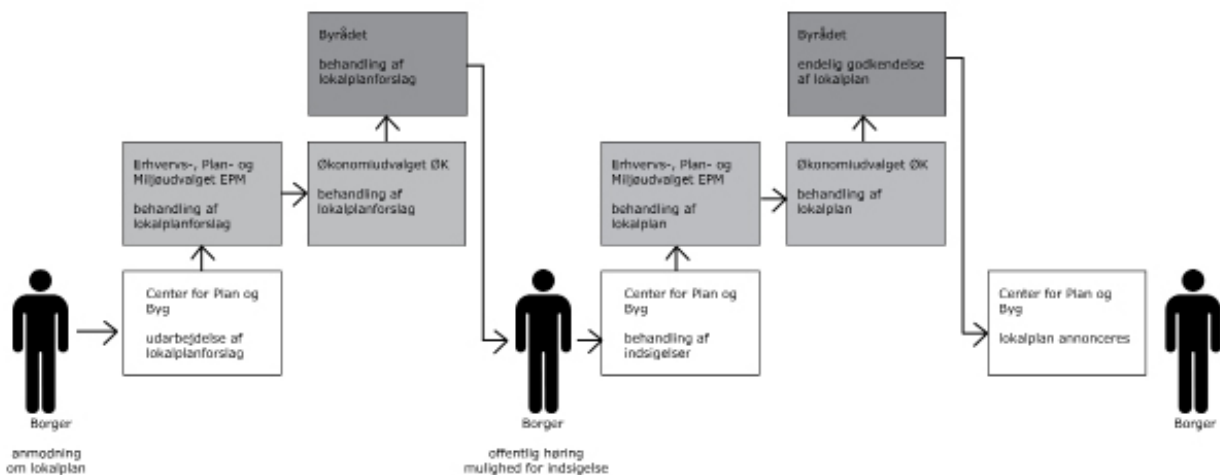 Borger
anmodning
om lokalplan
Center for Plan og
Byg
udarbejdelse af
lokalplanforslag
Erhvervs-, Plan- og
Miljøudvalget EPM
behandling af
lokalplanforslag
Økonomiudvalget ØK
behandling af
lokalplanforslag
Byrådet
behandling af
lokalplanforslag
Borger
offentlig høring
mulighed for indsigelse
Center for Plan og
Byg
behandling af
indsigelser
Erhvervs-, Plan- og
Miljøudvalget EPM
behandling af
lokalplan
Økonomiudvalget ØK
behandling af
lokalplan
Byrådet
endelig godkendelse
af lokalplan
Center for Plan og
Byg
lokalplan annonceres
Borger